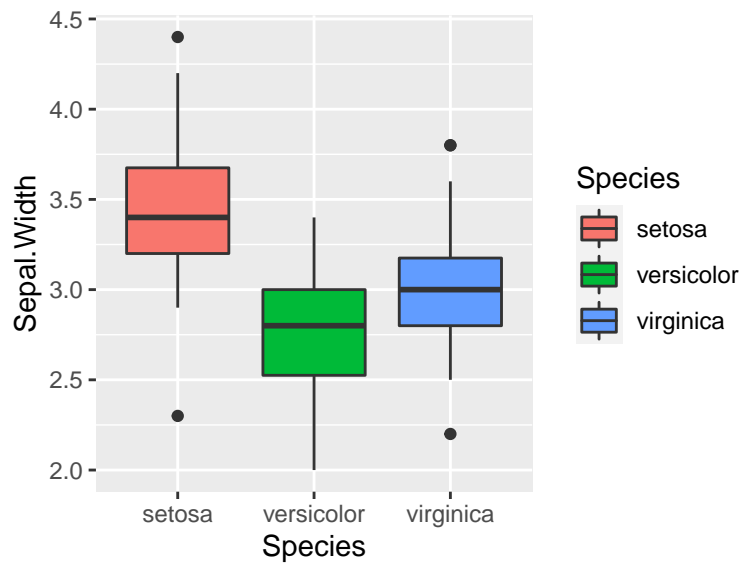 4.5
4.0
3.5
3.0
2.5
2.0
Sepal.Width
setosa versicolor virginica
Species
Species
setosa
versicolor
virginica